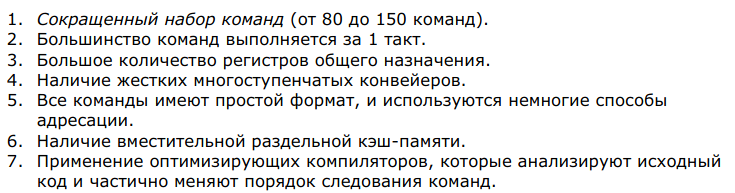 1. Сокращенный набор команд (от 80 до 150 команд).
2. Большинство команд выполняется за 1 такт.
3. Большое количество регистров общего назначения.
4. Наличие жестких многоступенчатых конвейеров.
5. Все команды имеют простой формат, и используются немногие способы
адресации.
6. Наличие вместительной раздельной кэш-памяти.
7. Применение оптимизирующих компиляторов, которые анализируют исходный
код и частично меняют порядок следования команд.